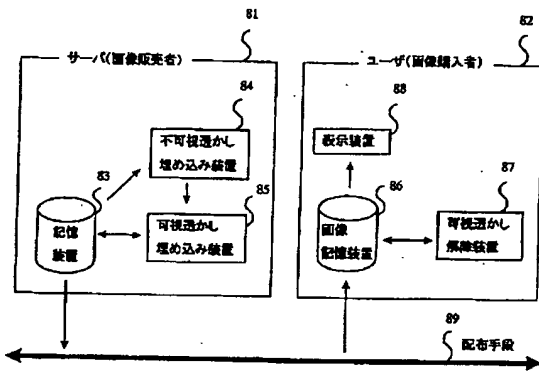 81
サーバ(画像販売者)
84
不可視透かし
埋め込み装置
83
85
記憶
装置
可視透かし
埋め込み装置
82
ユーザ(画像購入者)
88
表示装置
86
87
画像
記憶装置
可視透かし
解除装置
89
配布手段